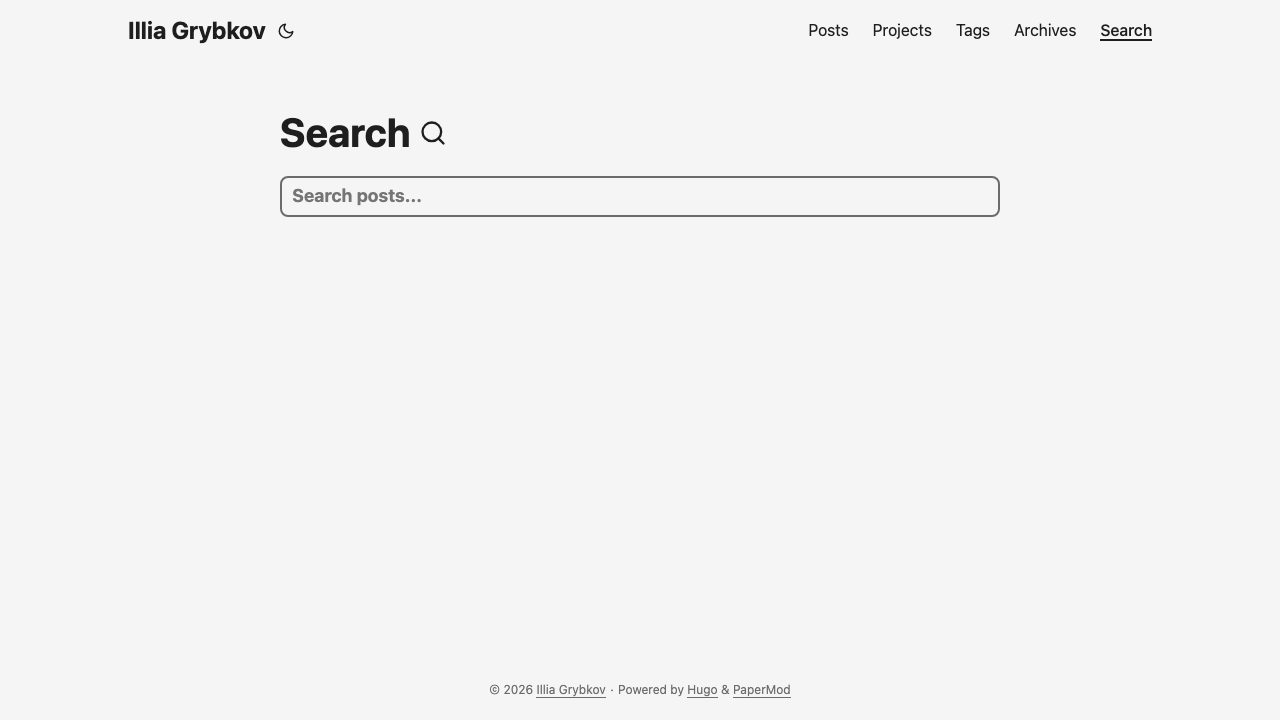 Illia Grybkov
Posts Projects Tags Archives Search
Search
Search posts...
© 2026 Illia Grybkov · Powered by Hugo & PaperMod